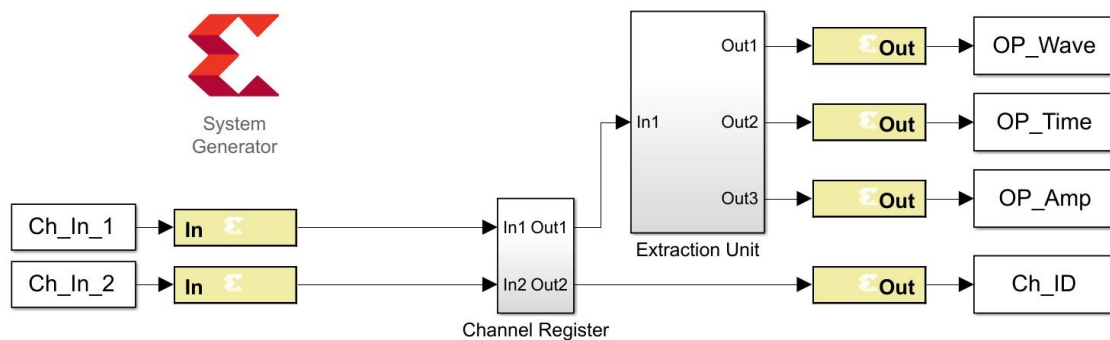 System
Generator
Out1
Out
OP_Wave
In1
Out2
Out
OP_Time
Out3
Out
OP_Amp
Extraction Unit
Ch_In_1
In
In1 Out1
Ch_In_2
In
In2 Out2
Out
Ch_ID
Channel Register